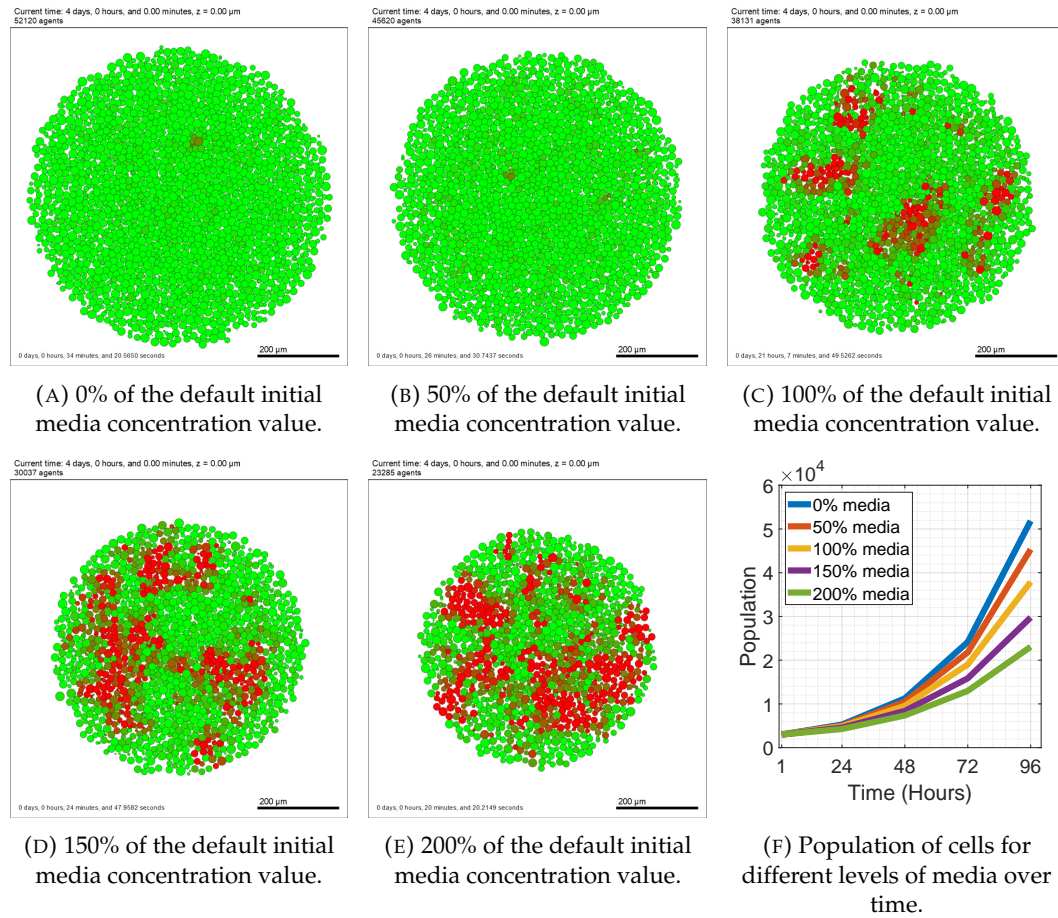 Current time: 4 days, 0 hours, and 0.00 minutes, z = 0.00 µm
52120 agents
0 days, 0 hours, 34 minutes, and 20.5650 seconds
200 µm
(A) 0% of the default initial
media concentration value.
Current time: 4 days, 0 hours, and 0.00 minutes, z = 0.00 µm
45620 agents
0 days, 0 hours, 26 minutes, and 30.7437 seconds
200 µm
(B) 50% of the default initial
media concentration value.
Current time: 4 days, 0 hours, and 0.00 minutes, z = 0.00 µm
38131 agents
0 days, 21 hours, 7 minutes, and 49.5262 seconds
200 µm
(C) 100% of the default initial
media concentration value.
Current time: 4 days, 0 hours, and 0.00 minutes, z = 0.00 µm
30037 agents
0 days, 0 hours, 24 minutes, and 47.9582 seconds
200 µm
(D) 150% of the default initial
media concentration value.
Current time: 4 days, 0 hours, and 0.00 minutes, z = 0.00 µm
23285 agents
0 days, 0 hours, 20 minutes, and 20.2149 seconds
200 µm
(E) 200% of the default initial
media concentration value.
×10⁴
6
5
4
3
2
1
0
Population
0% media
50% media
100% media
150% media
200% media
1 24 48 72 96
Time (Hours)
(F) Population of cells for
different levels of media over
time.